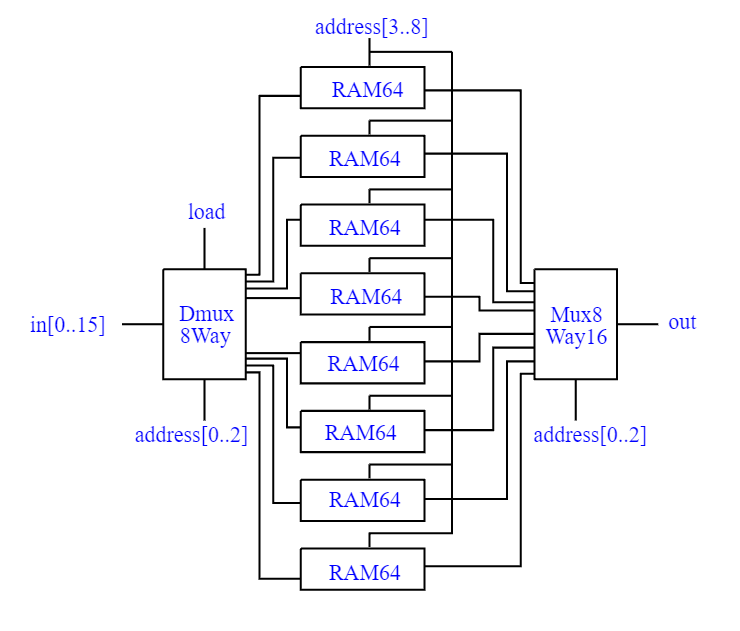 address[3..8]
RAM64
RAM64
load
RAM64
RAM64
in[0..15]
Dmux
8Way
Mux8
Way16
out
RAM64
address[0..2]
RAM64
address[0..2]
RAM64
RAM64